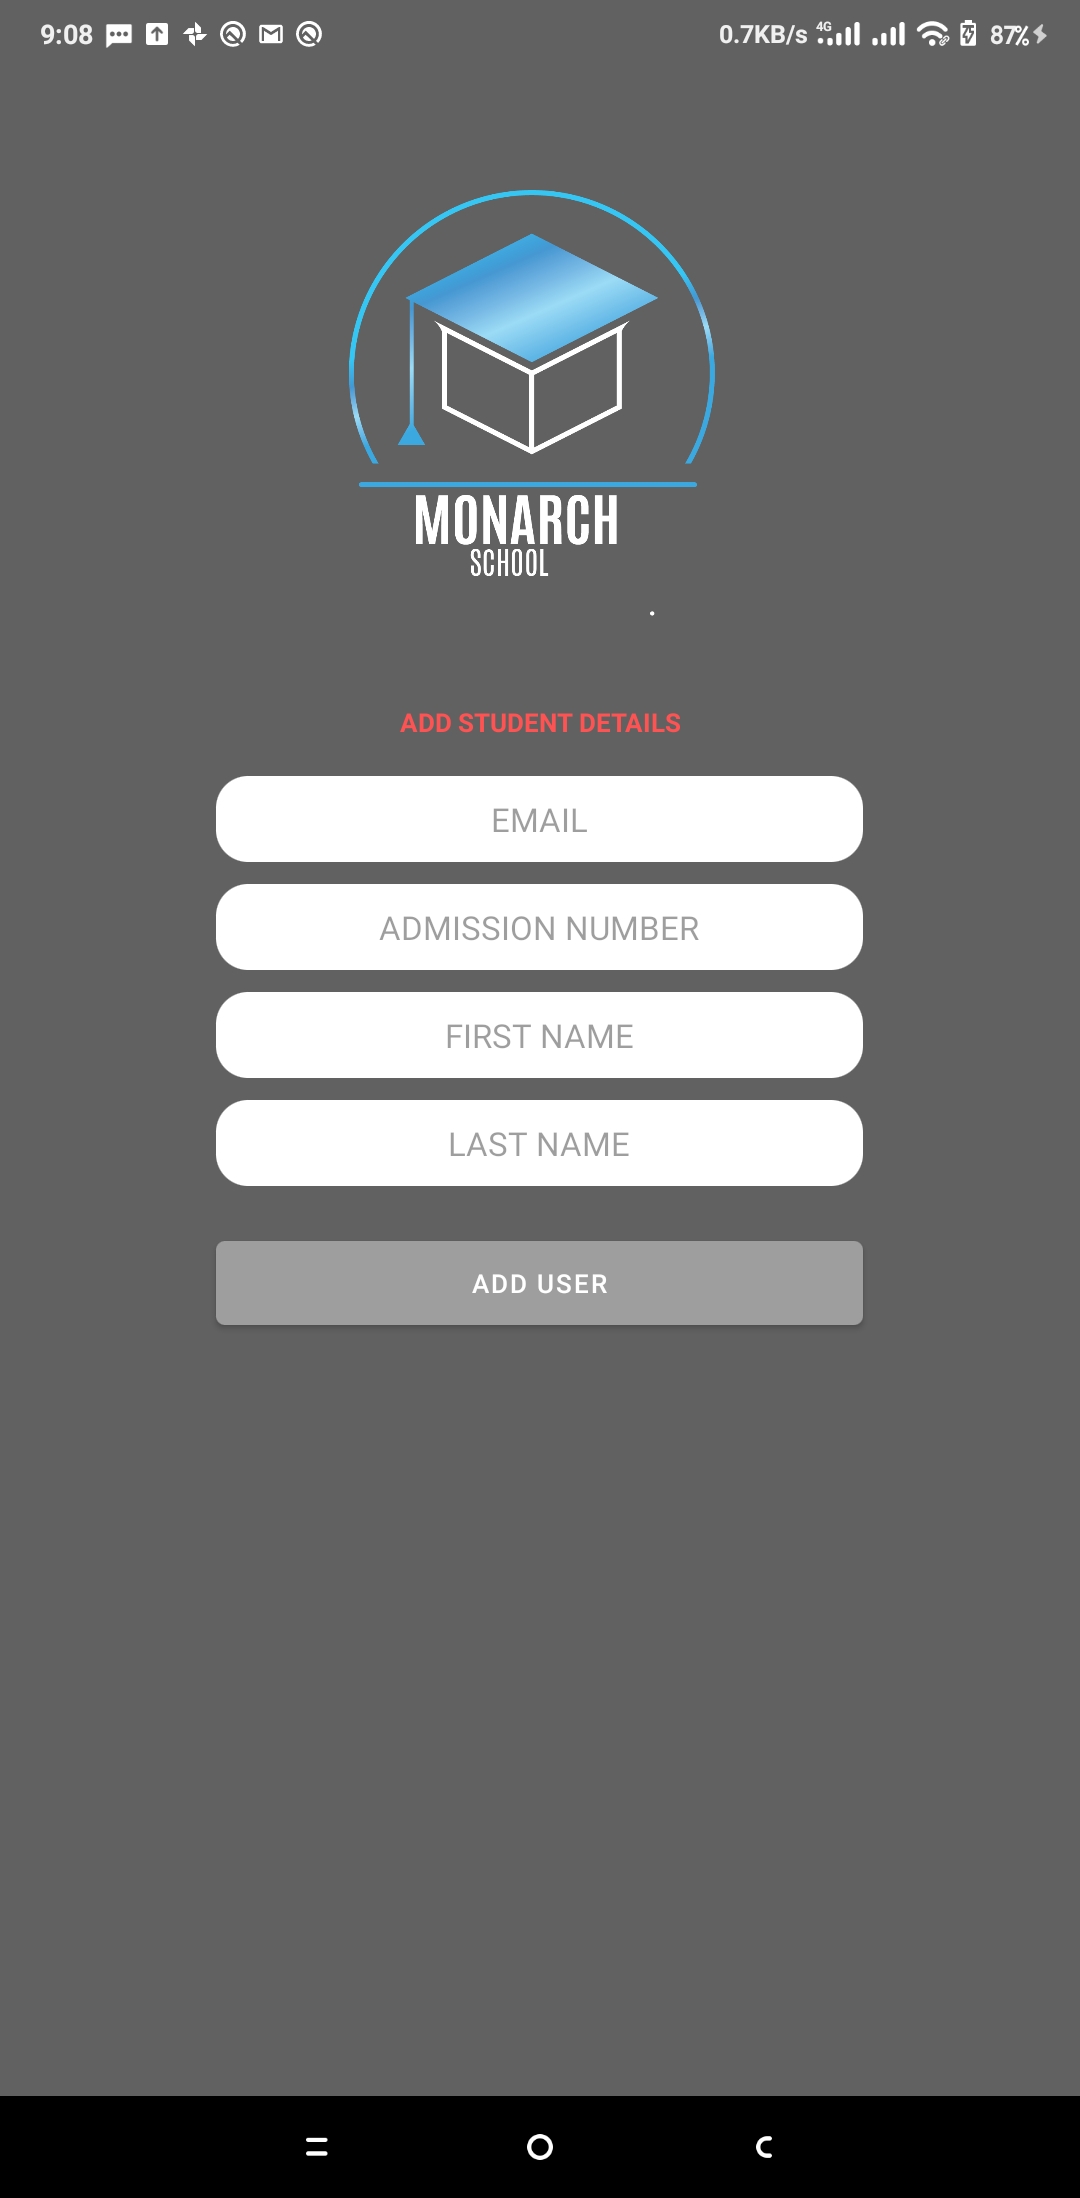 9:08 0.7KB/s 4G 87%
MONARCH
SCHOOL
ADD STUDENT DETAILS
EMAIL
ADMISSION NUMBER
FIRST NAME
LAST NAME
ADD USER